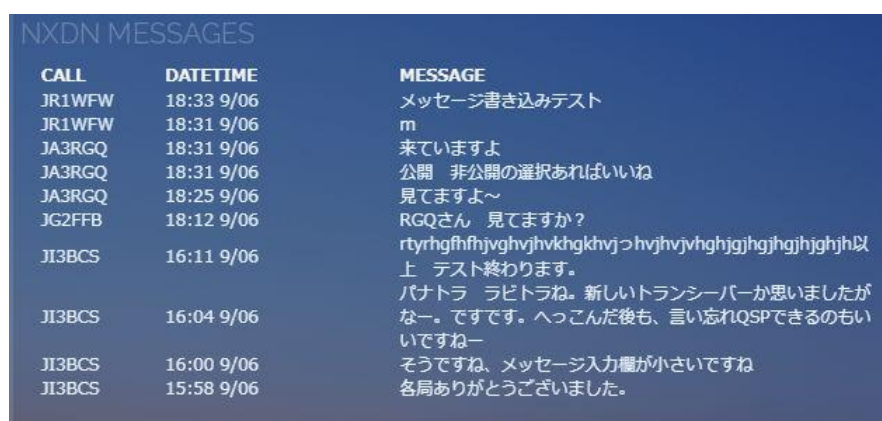 NXDN MESSAGES
CALL DATETIME MESSAGE
JR1WFW 18:33 9/06 メッセージ書き込みテスト
JR1WFW 18:31 9/06 m
JA3RGQ 18:31 9/06 来ていますよ
JA3RGQ 18:31 9/06 公開　非公開の選択あればいいね
JA3RGQ 18:25 9/06 見てますよ～
JG2FFB 18:12 9/06 RGQさん　見てますか？
JI3BCS 16:11 9/06 rtyrhgfhfhjvghvjhvkhgkhvjっhvjhvjvhghjgjhgjhgjhjghjh以
上　テスト終わります。
パナトラ　ラビトラね。新しいトランシーバーか思いましたが
JI3BCS 16:04 9/06 なー。ですです。へっこんだ後も、言い忘れQSPできるのもい
いですねー
JI3BCS 16:00 9/06 そうですね、メッセージ入力欄が小さいですね
JI3BCS 15:58 9/06 各局ありがとうございました。